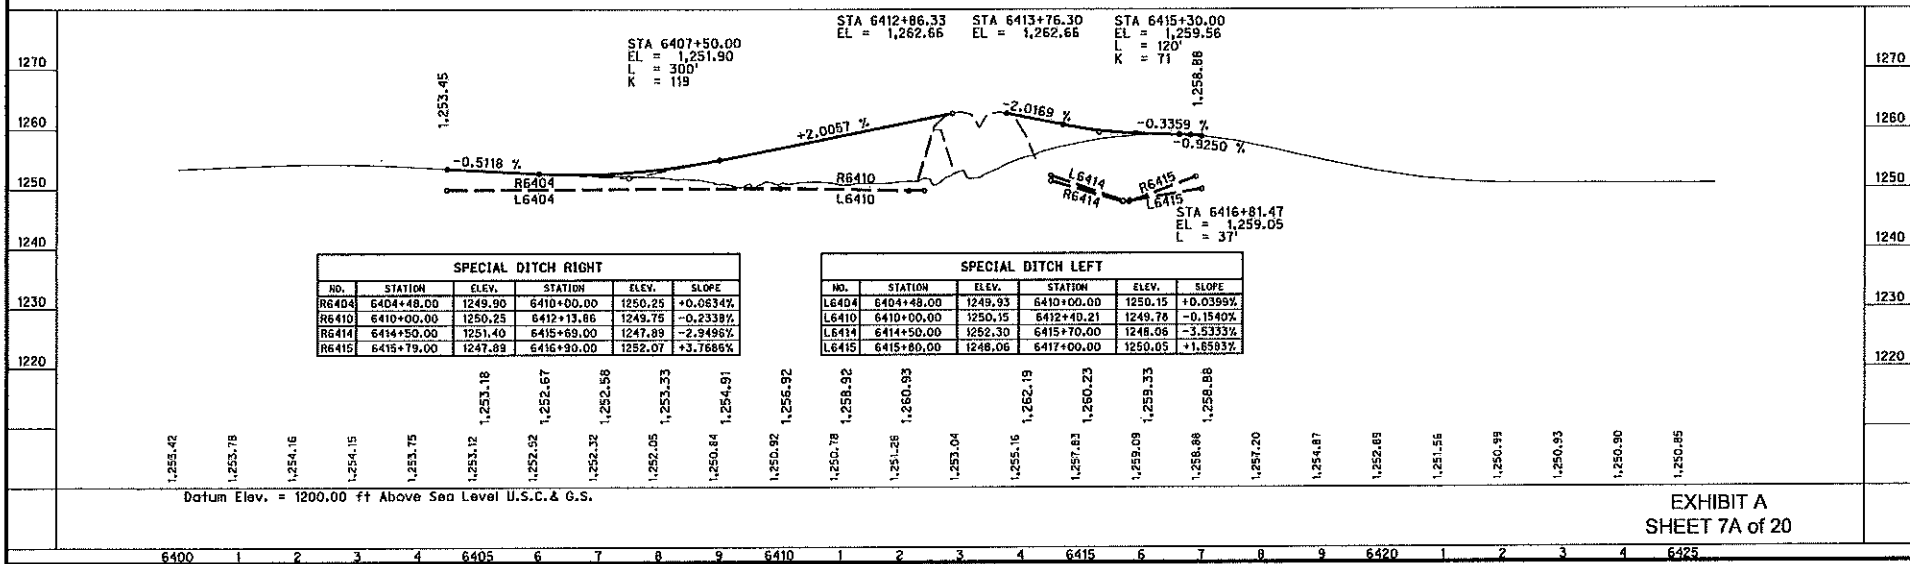 STA 6412+86.33 STA 6413+76.30 STA 6415+30.00
EL = 1,262.66 EL = 1,262.66 EL = 1,259.56
L = 120'
K = 71
STA 6407+50.00
EL = 1,251.90
L = 300'
K = 119
1270 1270
1,253.45
1,258.88
1260 1260
-0.5118 %
+2.0057 %
-2.0169 %
-0.3359 %
-0.9250 %
1250 1250
R6404
L6404
R6410
L6410
L6414
R6414
R6415
L6415
STA 6416+81.47
EL = 1,259.05
L = 37'
1240 1240
SPECIAL DITCH RIGHT
NO. STATION ELEV. STATION ELEV. SLOPE
R6404 6404+48.00 1249.90 6410+00.00 1250.25 +0.0634%
R6410 6410+00.00 1250.25 6412+13.86 1249.75 -0.2338%
R6414 6414+50.00 1251.40 6415+69.00 1247.89 -2.9496%
R6415 6415+79.00 1247.89 6416+90.00 1252.07 +3.7686%
SPECIAL DITCH LEFT
NO. STATION ELEV. STATION ELEV. SLOPE
L6404 6404+48.00 1249.93 6410+00.00 1250.15 +0.0399%
L6410 6410+00.00 1250.15 6412+40.21 1249.78 -0.1540%
L6414 6414+50.00 1252.30 6415+70.00 1248.06 -3.5333%
L6415 6415+80.00 1248.06 6417+00.00 1250.05 +1.6583%
1230 1230
1220 1220
1,253.18 1,252.67 1,252.58 1,253.33 1,254.91 1,256.92 1,258.92 1,260.93 1,262.19 1,260.23 1,259.33 1,258.88
1,253.42 1,253.78 1,254.16 1,254.15 1,253.75 1,253.12 1,252.52 1,252.32 1,252.05 1,250.84 1,250.92 1,250.78 1,251.28 1,253.04 1,255.16 1,257.83 1,259.09 1,258.88 1,257.20 1,254.87 1,252.89 1,251.56 1,250.99 1,250.93 1,250.90 1,250.85
Datum Elev. = 1200.00 ft Above Sea Level U.S.C.& G.S.
EXHIBIT A
SHEET 7A of 20
6400 1 2 3 4 6405 6 7 8 9 6410 1 2 3 4 6415 6 7 8 9 6420 1 2 3 4 6425